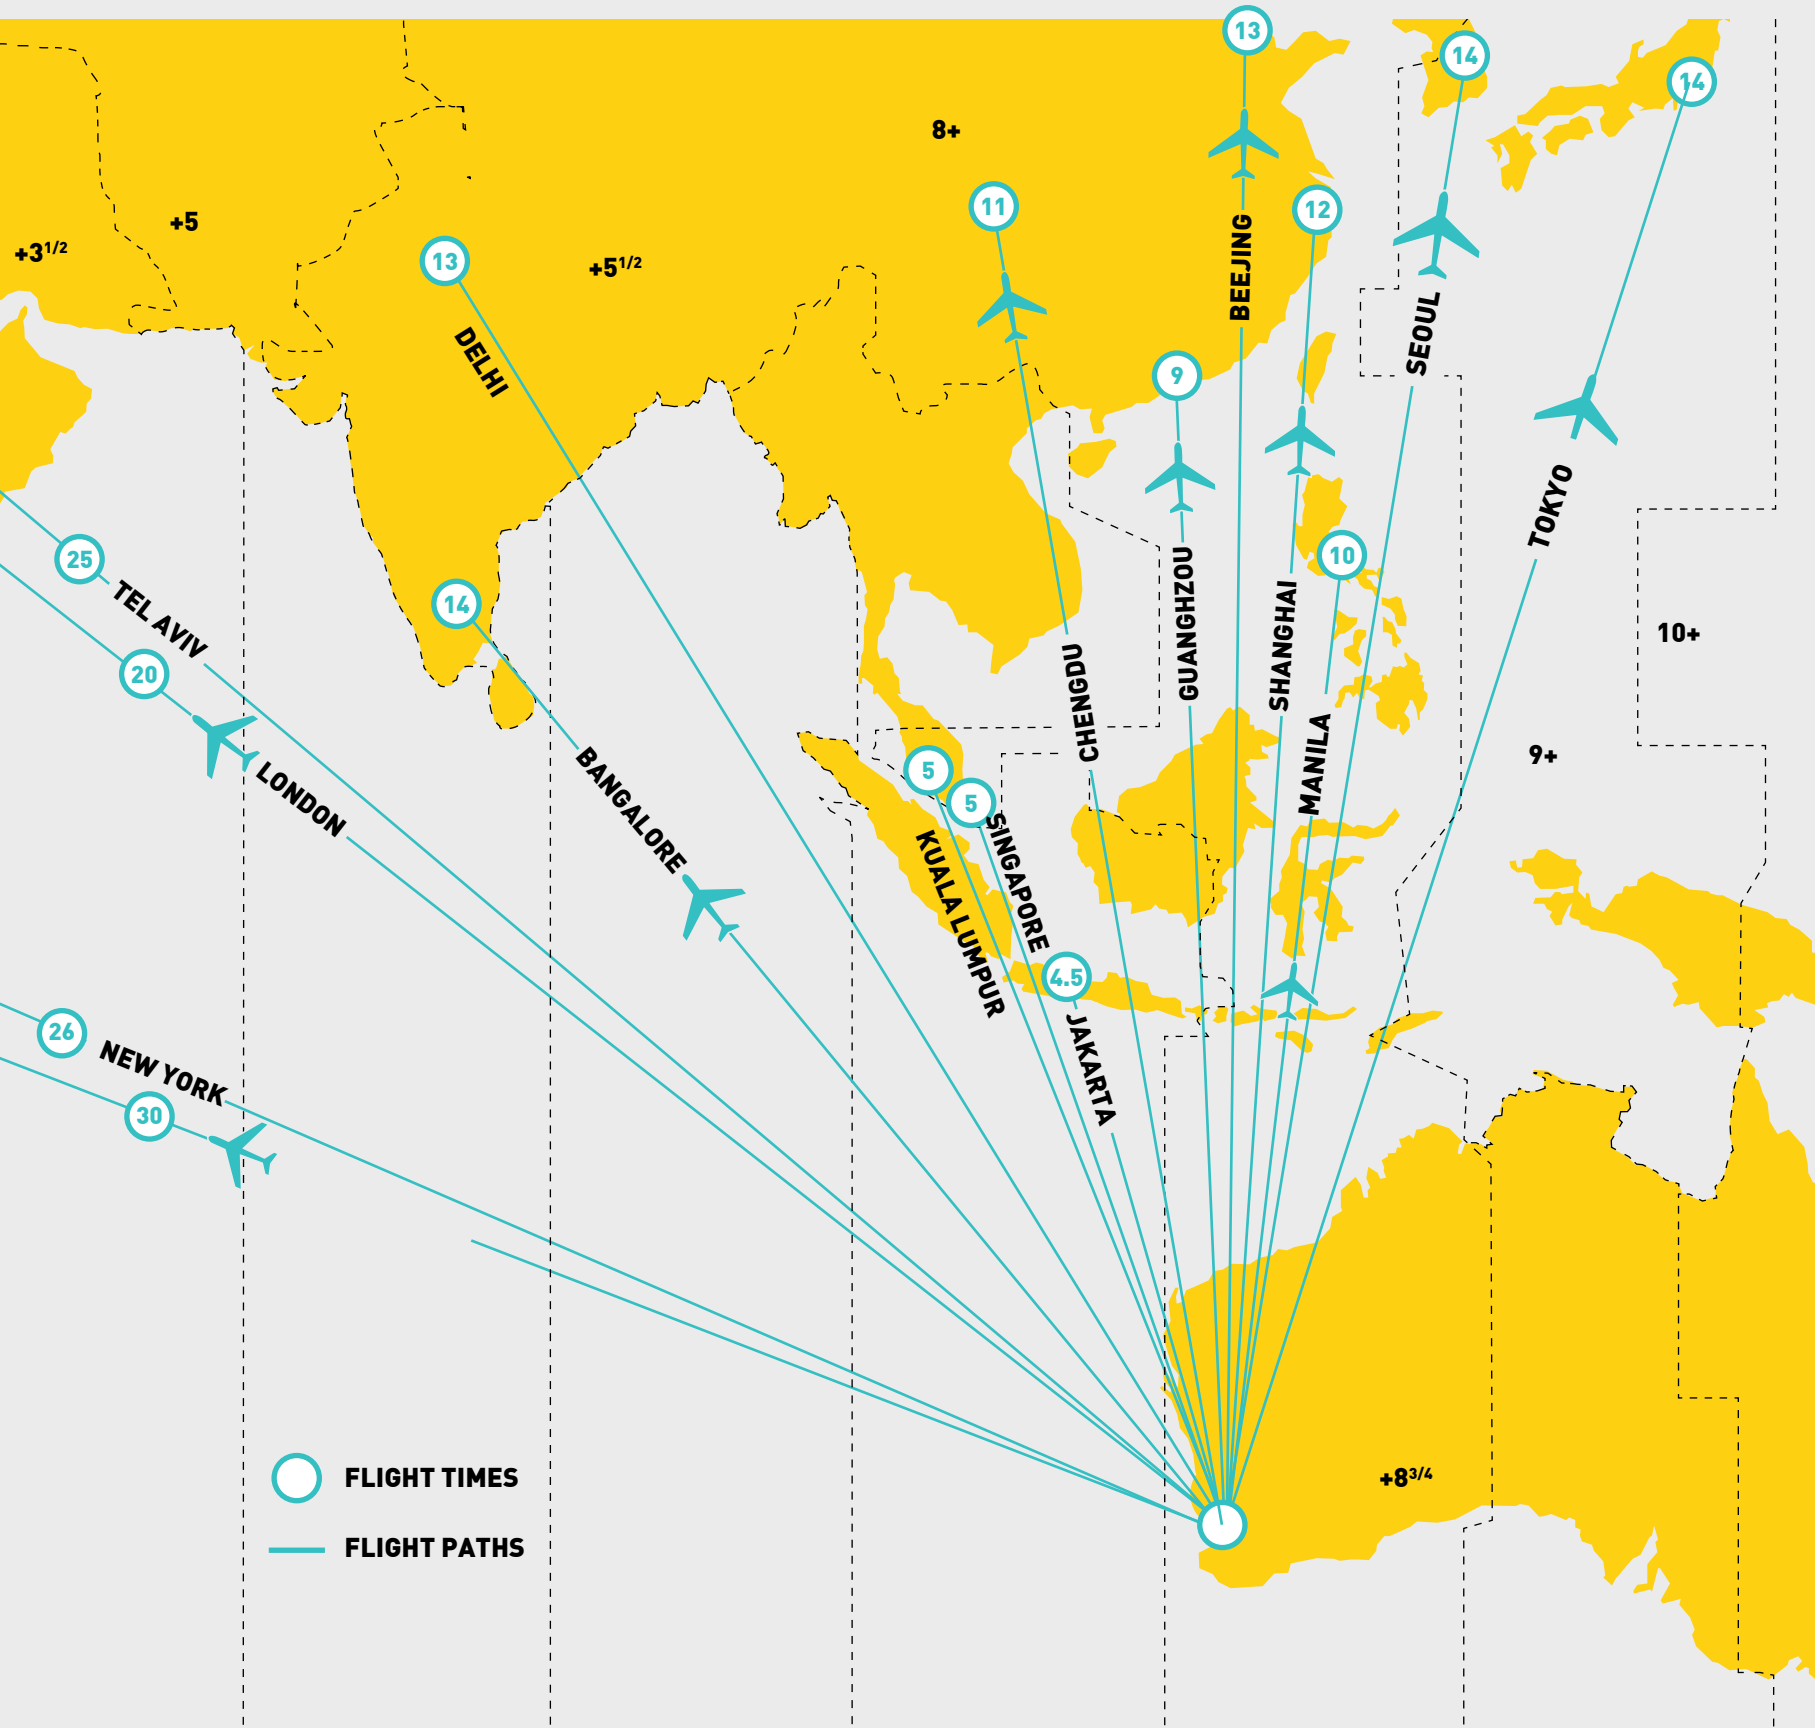 13
14
14
8+
+5
11
12
+3 1/2
13
+5 1/2
BEEJING
SEOUL
DELHI
9
TOKYO
25
10
TEL AVIV
14
GUANGHZOU
SHANGHAI
10+
20
CHENGDU
LONDON
BANGALORE
MANILA
9+
5
5
KUALA LUMPUR
SINGAPORE
4.5
JAKARTA
26
NEW YORK
30
FLIGHT TIMES
+8 3/4
FLIGHT PATHS